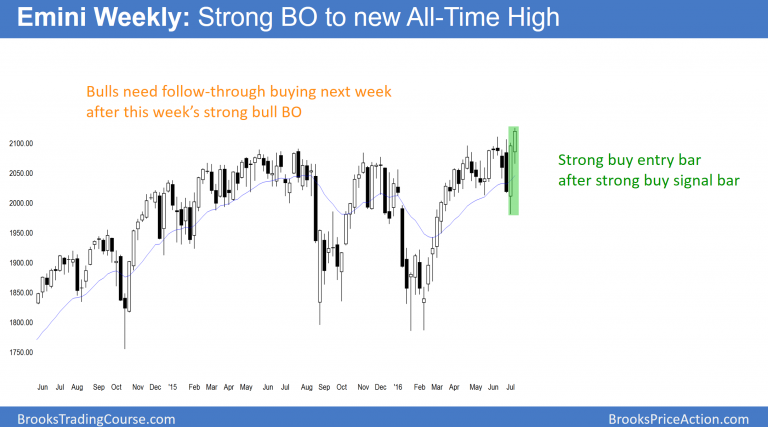 Emini Weekly: Strong BO to new All-Time High
Bulls need follow-through buying next week
after this week's strong bull BO
Strong buy entry bar
after strong buy signal bar
2100.00
2050.00
2000.00
1950.00
1900.00
1850.00
1800.00
1750.00
Jun Jul Aug Sep Oct Nov Dec '15 Feb Mar Apr May Jun Jul Aug Sep Oct Nov Dec '16 Feb Mar Apr May Jun Jul
BrooksTradingCourse.com
BrooksPriceAction.com